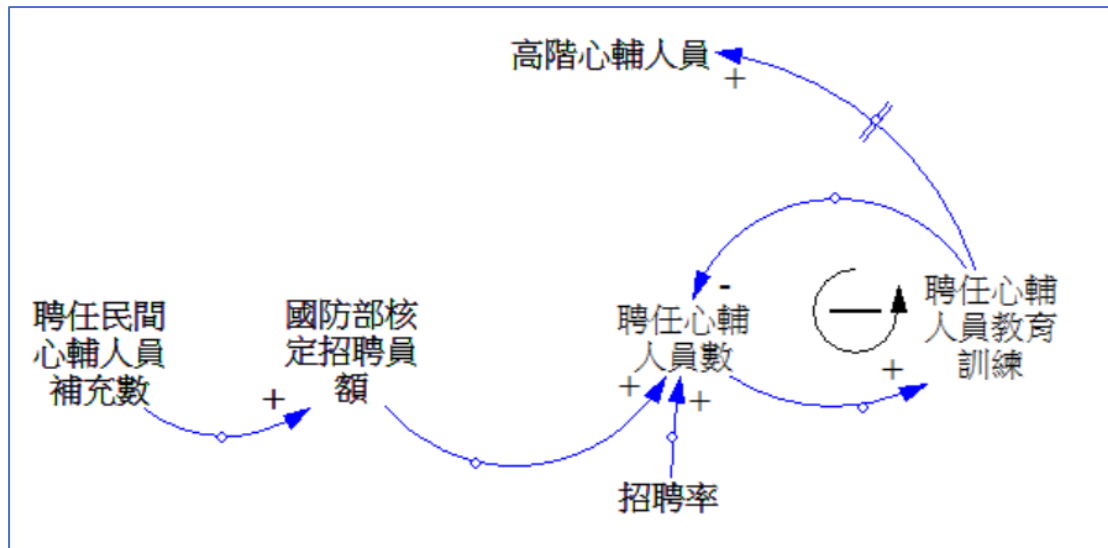 高階心輔人員
+
-
聘任民間
心輔人員
補充數
+
國防部核
定招聘員
額
聘任心輔
人員數
+
+
聘任心輔
人員教育
訓練
+
招聘率